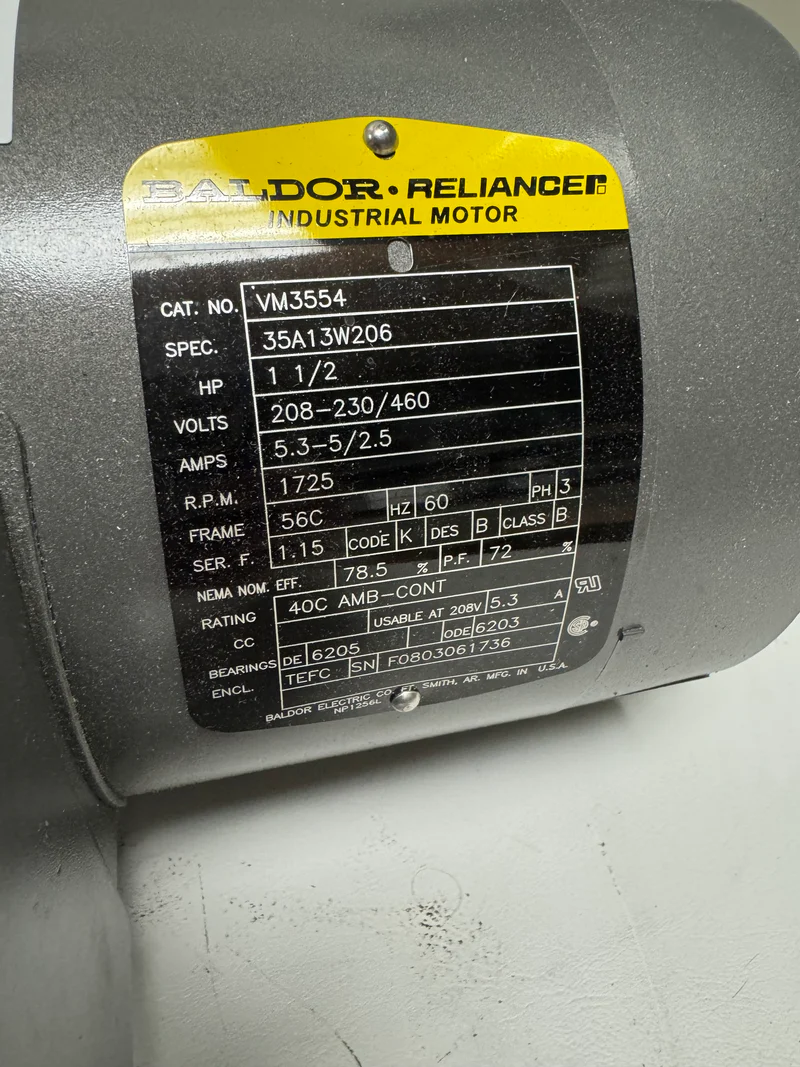 BALDOR • RELIANCER
INDUSTRIAL MOTOR
CAT. NO. VM3554
SPEC. 35A13W206
HP 1 1/2
VOLTS 208-230/460
AMPS 5.3-5/2.5
R.P.M. 1725
FRAME 56C HZ 60 PH 3
SER. F. 1.15 CODE K DES B CLASS B
NEMA NOM. EFF. 78.5 % P.F. 72 %
RATING 40C AMB-CONT
CC USABLE AT 208V 5.3 A
BEARINGS DE 6205 ODE 6203
ENCL. TEFC SN F0803061736
BALDOR ELECTRIC CO. SMITH, AR. MFG. IN U.S.A.
NP1256L